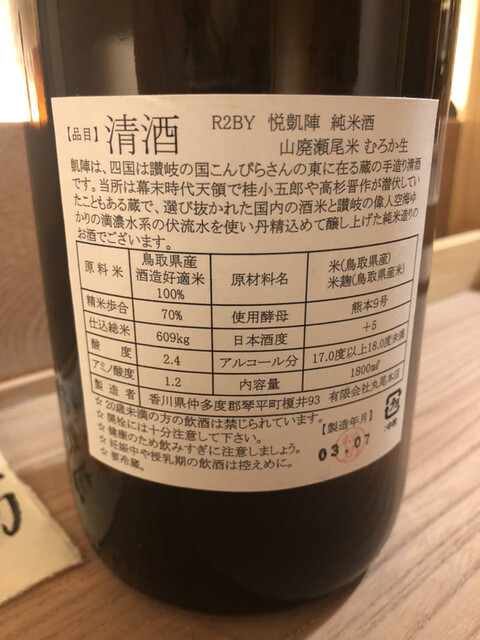 【品目】清酒 R2BY 悦凱陣 純米酒
山廃瀬尾米 むろか生
凱陣は、四国は讃岐の国こんぴらさんの東に在る蔵の手造り清酒
です。当所は幕末時代天領で桂小五郎や高杉晋作が潜伏してい
たこともある蔵で、選び抜かれた国内の酒米と讃岐の偉人空海ゆ
かりの満濃水系の伏流水を使い丹精込めて醸し上げた純米造りの
お酒でございます。
原料米 鳥取県産酒造好適米100% 原材料名 米(鳥取県産)米麹(鳥取県産米)
精米歩合 70% 使用酵母 熊本9号
仕込総米 609kg 日本酒度 +5
酸度 2.4 アルコール分 17.0度以上18.0度未満
アミノ酸度 1.2 内容量 1800ml
製造者 香川県仲多度郡琴平町榎井93 有限会社丸尾本店
☆20歳未満の方の飲酒は禁じられています。
☆開栓には十分注意して下さい。
☆健康のため飲みすぎに注意しましょう。
☆妊娠中や授乳期の飲酒は控えめに。
☆要冷蔵。
【製造年月】
03.07